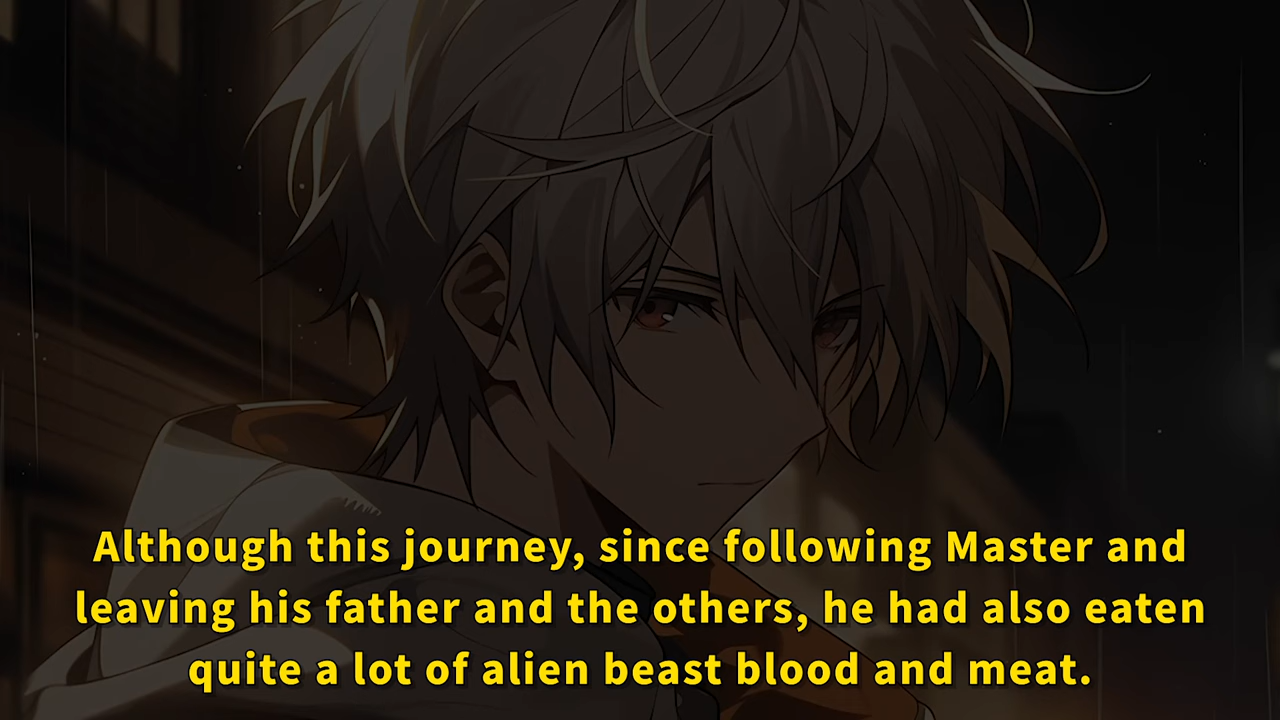 Although this journey, since following Master and
leaving his father and the others, he had also eaten
quite a lot of alien beast blood and meat.